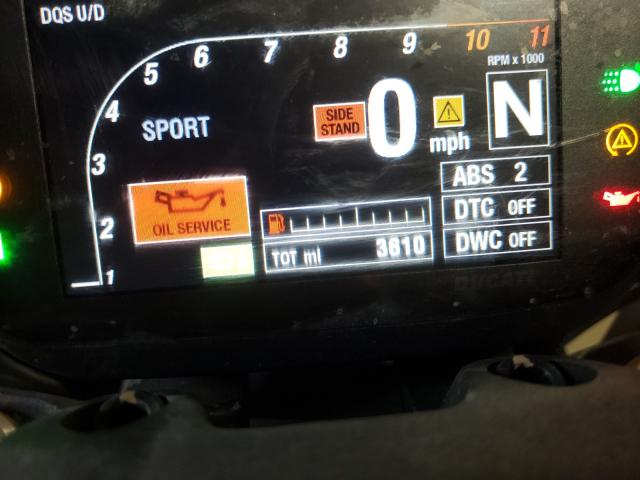 DQS U/D
1 2 3 4 5 6 7 8 9 10 11
RPM x 1000
SPORT
SIDE
STAND
0
mph
N
ABS 2
DTC OFF
DWC OFF
OIL SERVICE
TOT mi
3610
DUCATI